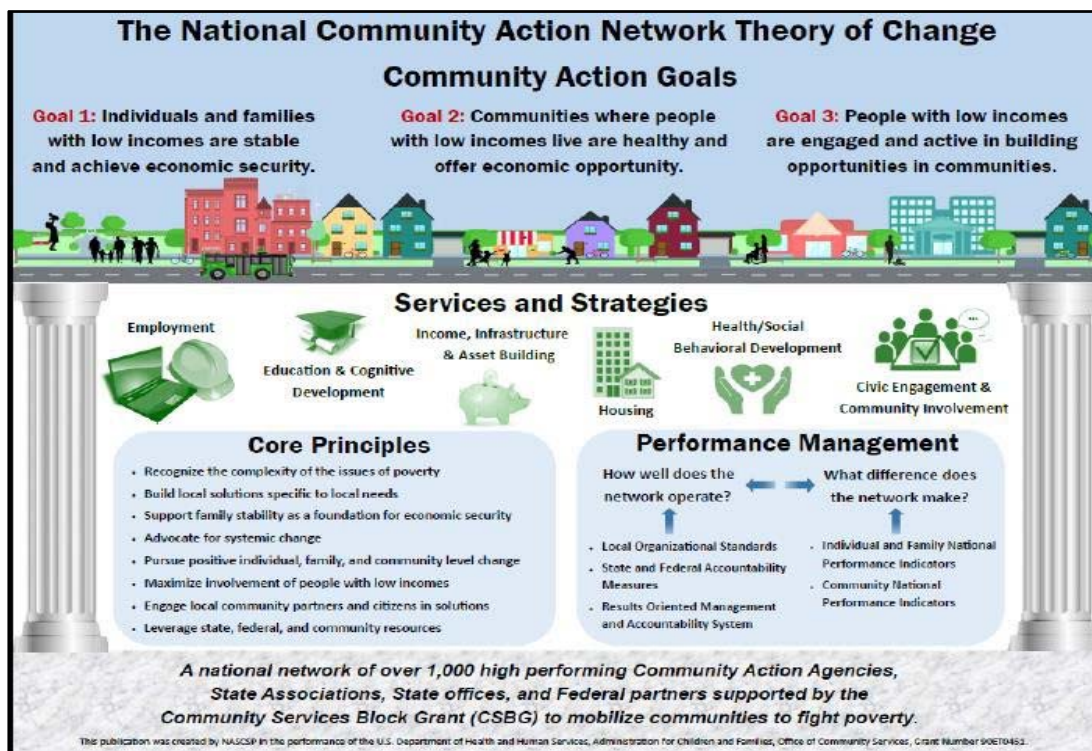 The National Community Action Network Theory of Change
Community Action Goals
Goal 1: Individuals and families
with low incomes are stable
and achieve economic security.
Goal 2: Communities where people
with low incomes live are healthy and
offer economic opportunity.
Goal 3: People with low incomes
are engaged and active in building
opportunities in communities.
Services and Strategies
Employment
Education & Cognitive
Development
Income, Infrastructure
& Asset Building
Housing
Health/Social
Behavioral Development
Civic Engagement &
Community Involvement
Core Principles
• Recognize the complexity of the issues of poverty
• Build local solutions specific to local needs
• Support family stability as a foundation for economic security
• Advocate for systemic change
• Pursue positive individual, family, and community level change
• Maximize involvement of people with low incomes
• Engage local community partners and citizens in solutions
• Leverage state, federal, and community resources
Performance Management
How well does the
network operate?
What difference does
the network make?
• Local Organizational Standards
• State and Federal Accountability
Measures
• Results Oriented Management
and Accountability System
• Individual and Family National
Performance Indicators
• Community National
Performance Indicators
A national network of over 1,000 high performing Community Action Agencies,
State Associations, State offices, and Federal partners supported by the
Community Services Block Grant (CSBG) to mobilize communities to fight poverty.
This publication was created by NASCSP in the performance of the U.S. Department of Health and Human Services, Administration for Children and Families, Office of Community Services, Grant Number